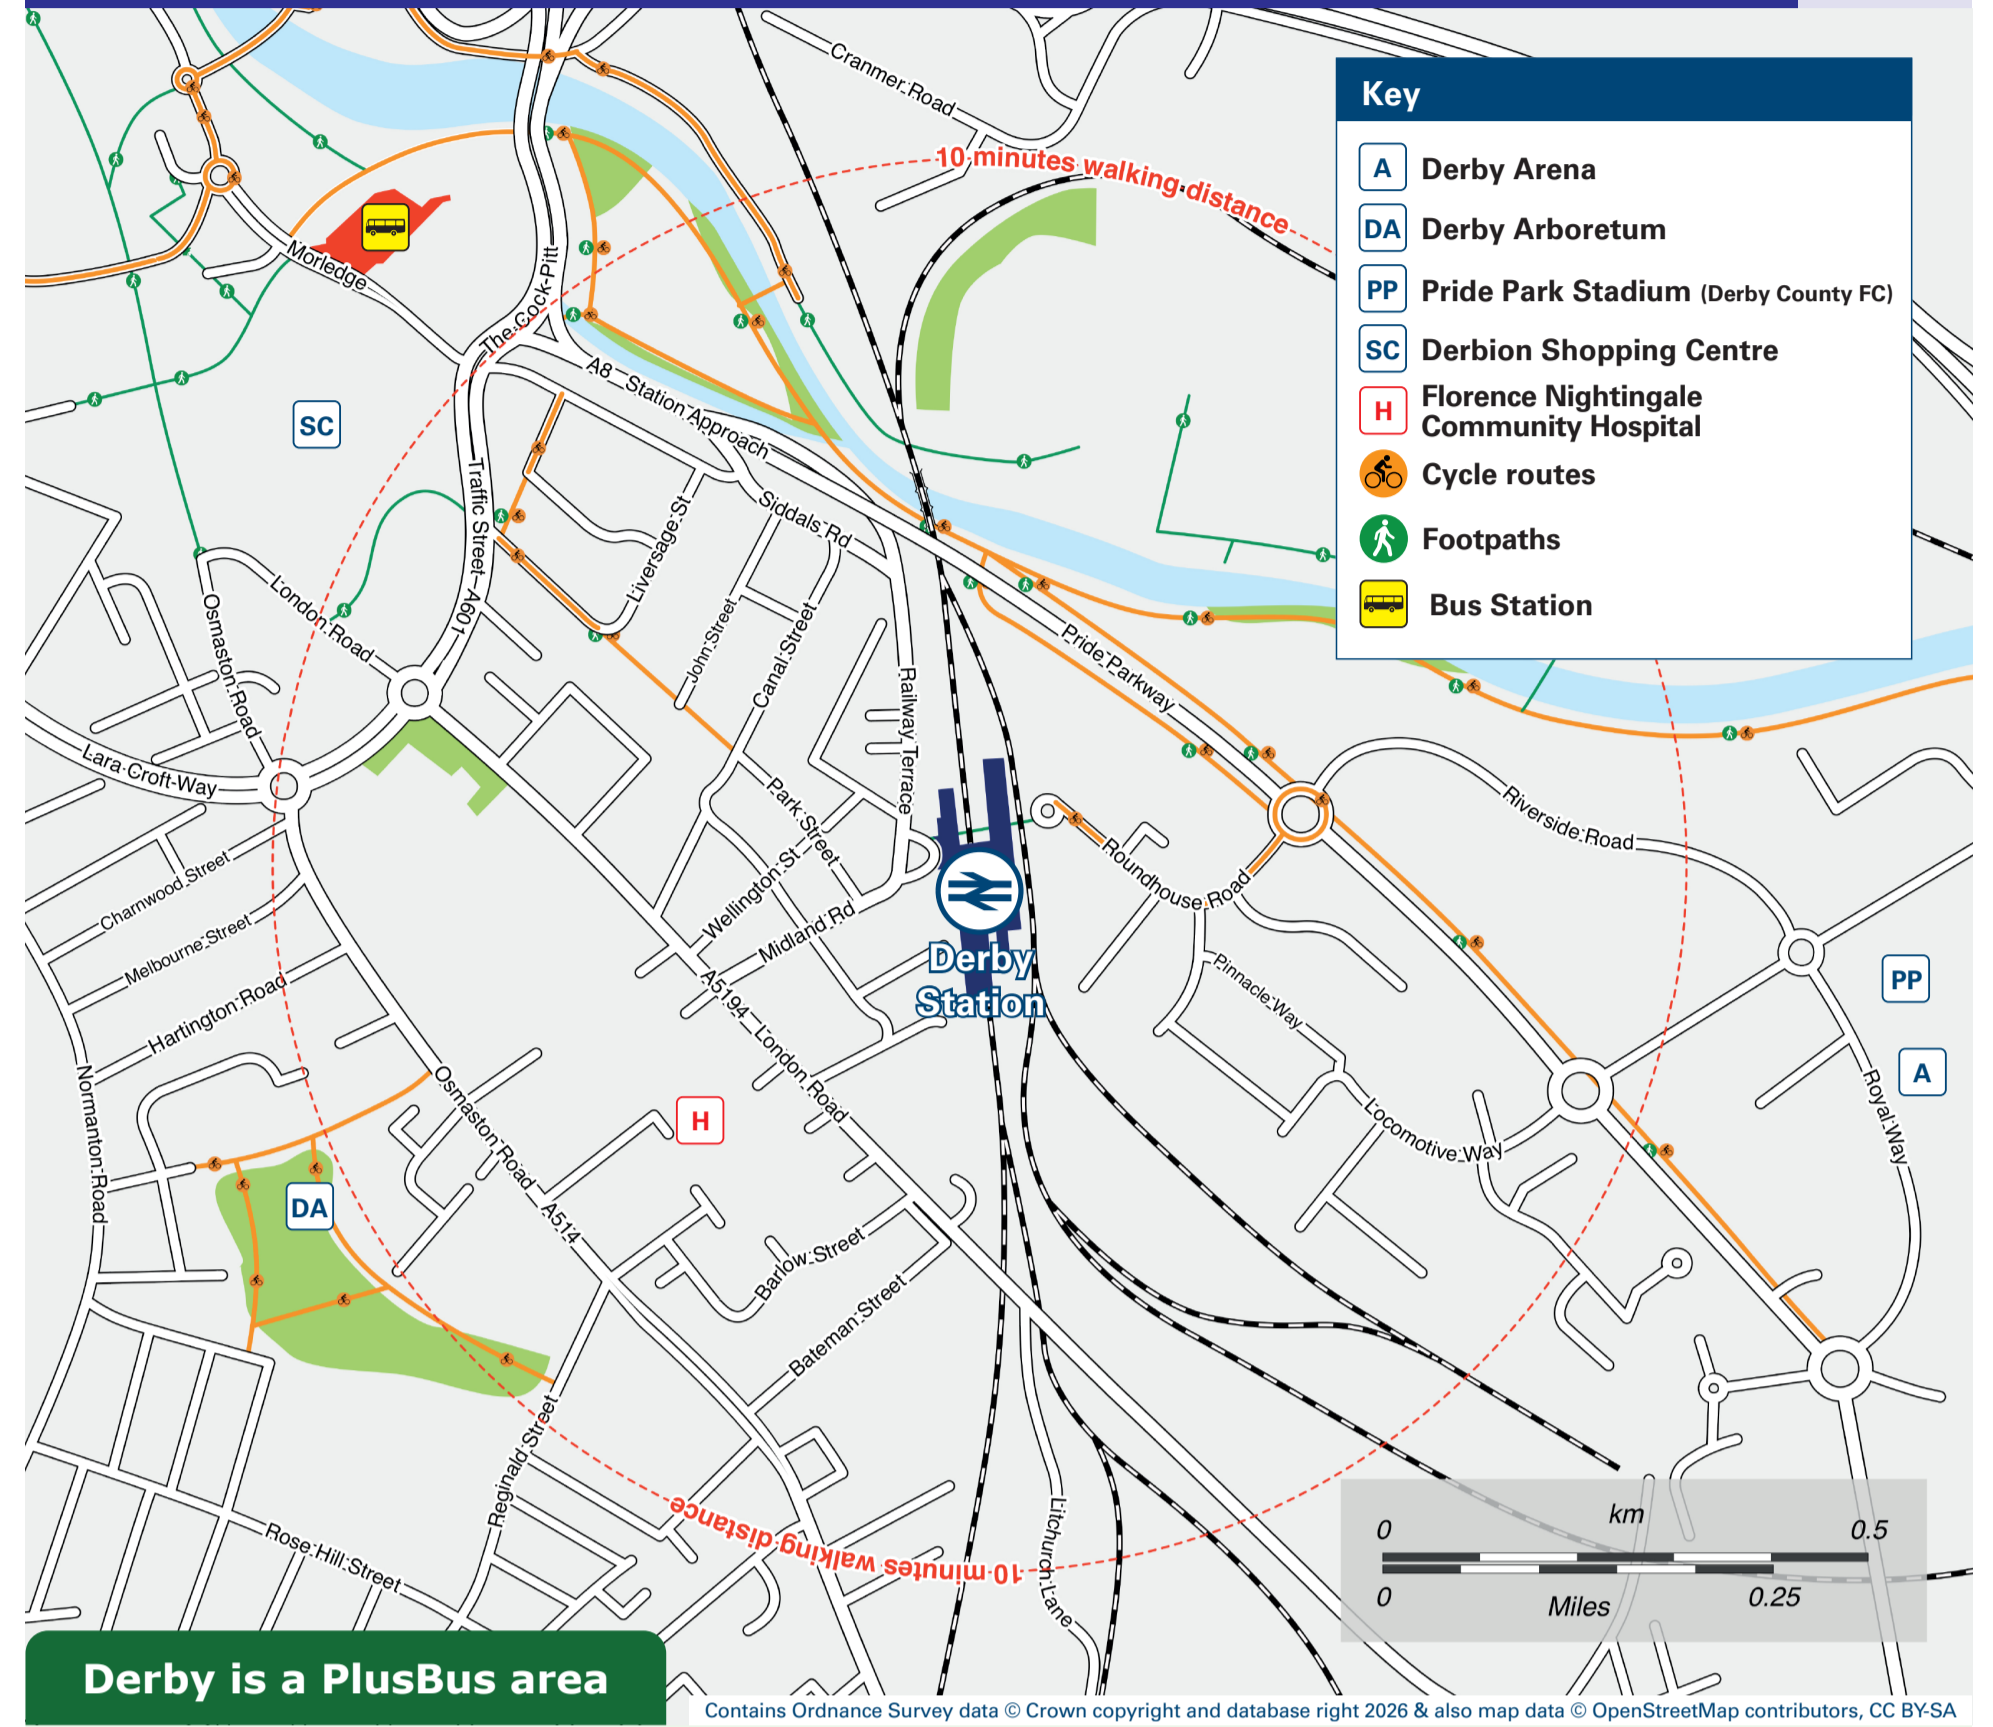 Cranmer Road
10 minutes walking distance
Key
A Derby Arena
DA Derby Arboretum
PP Pride Park Stadium (Derby County FC)
SC Derbion Shopping Centre
H Florence Nightingale
Community Hospital
Cycle routes
Footpaths
Bus Station
Morledge
The Cock-Pitt
A8 Station Approach
SC
Traffic Street A601
Siddals Rd
Liversage St
London Road
Osmaston Road
John Street
Canal Street
Railway Terrace
Pride Parkway
Lara Croft Way
Park Street
Riverside Road
Roundhouse Road
Charnwood Street
Wellington St
Melbourne Street
Midland Rd
Derby
Station
Pinnacle Way
PP
Hartington Road
A5194 London Road
A
Normanton Road
Osmaston Road A514
H
Locomotive Way
Royal Way
DA
Barlow Street
Bateman Street
Reginald Street
10 minutes walking distance
Litchurch Lane
Rose Hill Street
km
0 0.5
0 Miles 0.25
Derby is a PlusBus area
Contains Ordnance Survey data © Crown copyright and database right 2026 & also map data © OpenStreetMap contributors, CC BY-SA